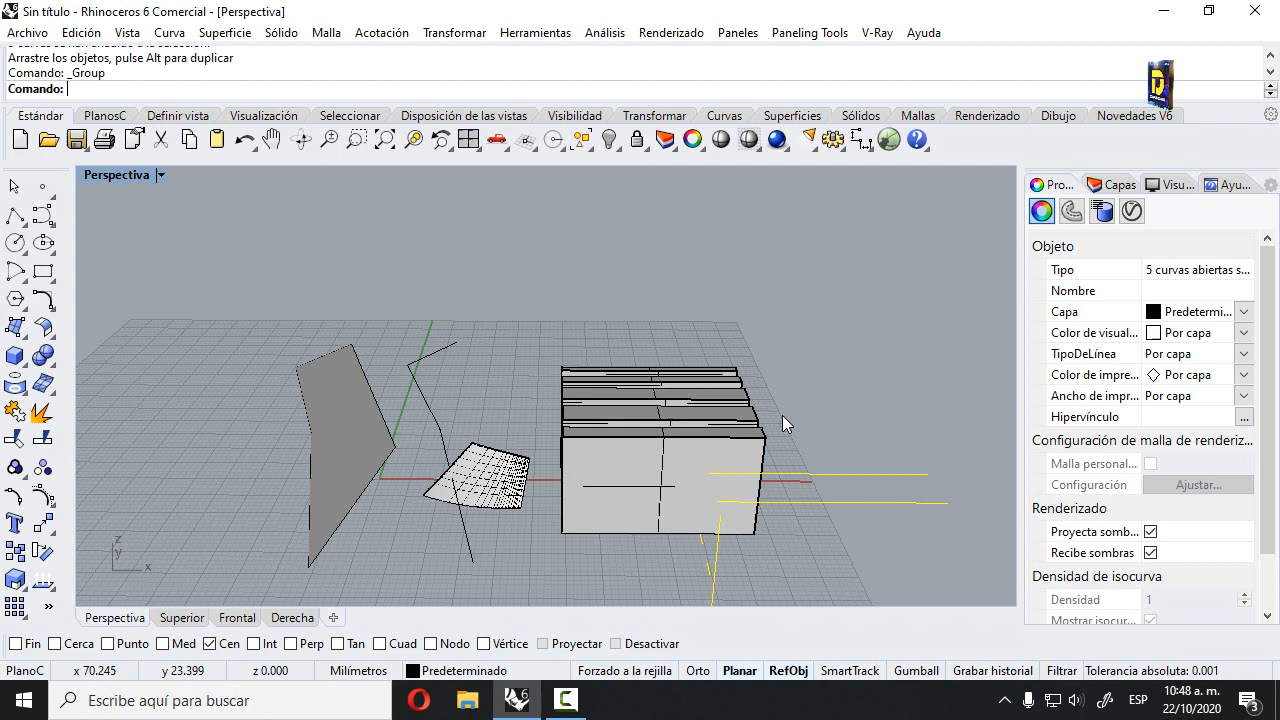 Sin título - Rhinoceros 6 Comercial - [Perspectiva]
Archivo Edición Vista Curva Superficie Sólido Malla Acotación Transformar Herramientas Análisis Renderizado Paneles Paneling Tools V-Ray Ayuda
Arrastre los objetos, pulse Alt para duplicar
Comando: _Group
Comando:
Estándar PlanosC Definir vista Visualización Seleccionar Disposición de las vistas Visibilidad Transformar Curvas Superficies Sólidos Mallas Renderizado Dibujo Novedades V6
Perspectiva
Pro... Capas Visu... Ayu...
Objeto
Tipo 5 curvas abiertas s...
Nombre
Capa Predetermi...
Color de visual... Por capa
TipoDeLínea Por capa
Color de impre... Por capa
Ancho de impr... Por capa
Hipervínculo ...
Configuración de malla de renderiz...
Malla personal...
Configuración Ajustar...
Renderizado
Proyecta somb...
Recibe sombras
Densidad de isocurva
Densidad 1
Mostrar isocur...
z
y
x
Perspectiva Superior Frontal Derecha
Fin Cerca Punto Med Cen Int Perp Tan Cuad Nodo Vértice Proyectar Desactivar
PlanoC x 70.245 y 23.399 z 0.000 Milímetros Predeterminado Forzado a la rejilla Orto Planar RefObj SmartTrack Gumball Grabar historial Filtrar Tolerancia absoluta: 0.001
Escribe aquí para buscar
ESP
10:48 a. m.
22/10/2020
3